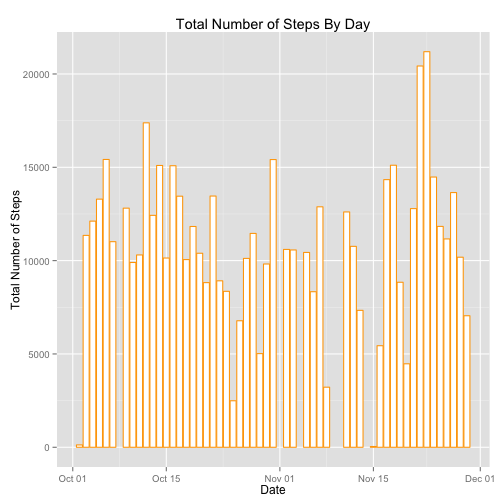 Total Number of Steps By Day
Total Number of Steps
20000
15000
10000
5000
0
Oct 01
Oct 15
Nov 01
Nov 15
Dec 01
Date